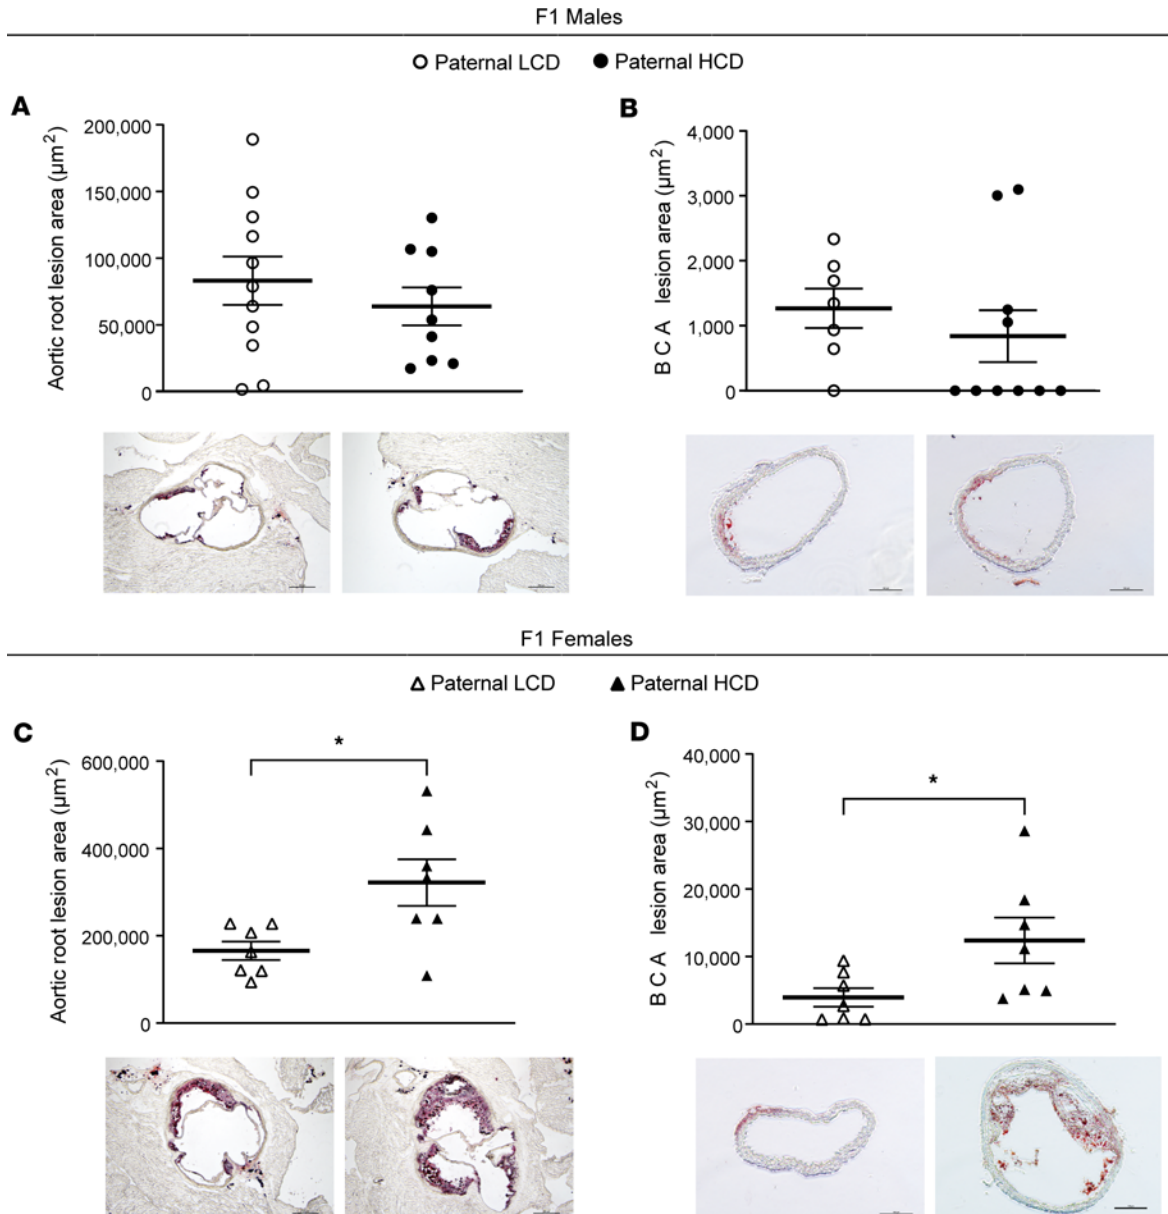 F1 Males
Paternal LCD Paternal HCD
A
B
Aortic root lesion area (µm²)
200,000
150,000
100,000
50,000
0
BCA lesion area (µm²)
4,000
3,000
2,000
1,000
0
F1 Females
Paternal LCD Paternal HCD
C
D
Aortic root lesion area (µm²)
600,000
400,000
200,000
0
*
BCA lesion area (µm²)
40,000
30,000
20,000
10,000
0
*